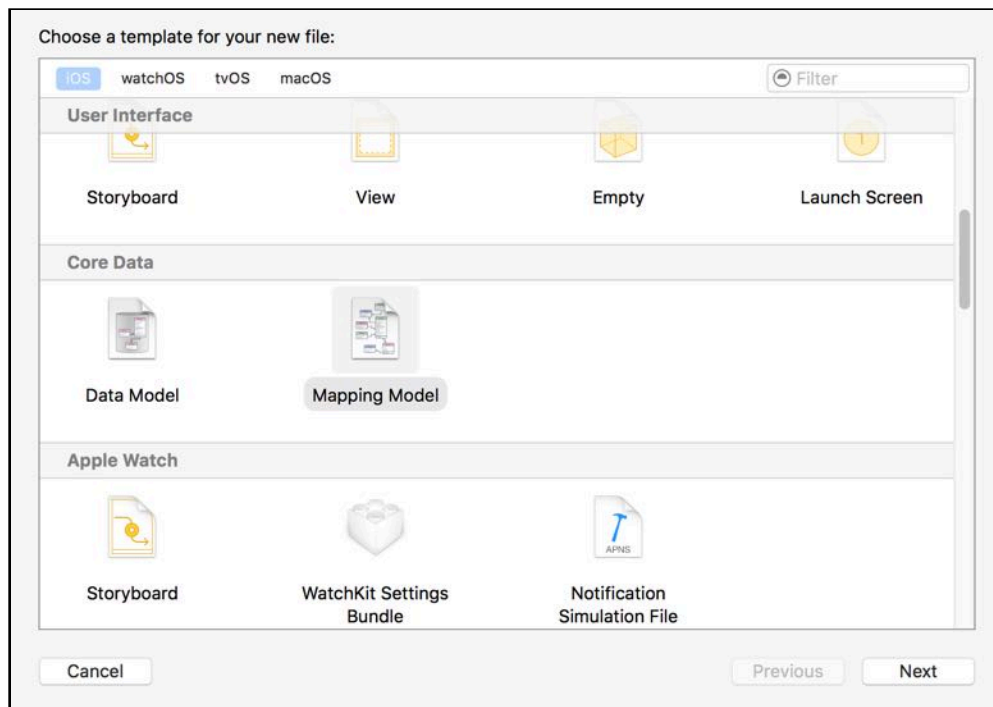 Choose a template for your new file:
iOS watchOS tvOS macOS Filter
User Interface
Storyboard View Empty Launch Screen
Core Data
Data Model Mapping Model
Apple Watch
APNS
Storyboard WatchKit Settings Bundle Notification Simulation File
Cancel Previous Next